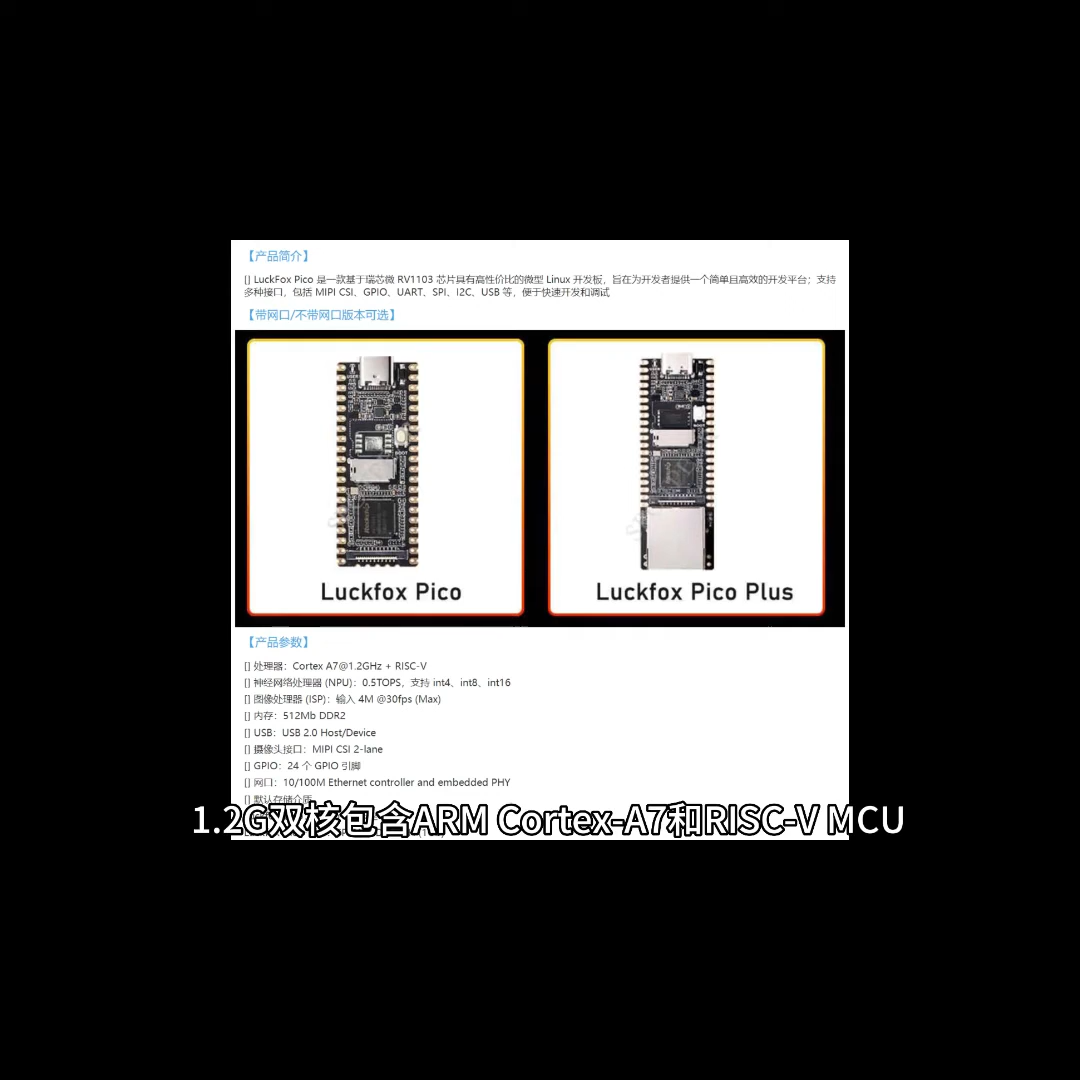 【产品简介】
[] LuckFox Pico 是一款基于瑞芯微 RV1103 芯片具有高性价比的微型 Linux 开发板，旨在为开发者提供一个简单且高效的开发平台；支持
多种接口，包括 MIPI CSI、GPIO、UART、SPI、I2C、USB 等，便于快速开发和调试
【带网口/不带网口版本可选】
Luckfox Pico
Luckfox Pico Plus
【产品参数】
[] 处理器：Cortex A7@1.2GHz + RISC-V
[] 神经网络处理器 (NPU)：0.5TOPS，支持 int4、int8、int16
[] 图像处理器 (ISP)：输入 4M @30fps (Max)
[] 内存：512Mb DDR2
[] USB：USB 2.0 Host/Device
[] 摄像头接口：MIPI CSI 2-lane
[] GPIO：24 个 GPIO 引脚
[] 网口：10/100M Ethernet controller and embedded PHY
[] 默认存储介质
1.2G双核包含ARM Cortex-A7和RISC-V MCU